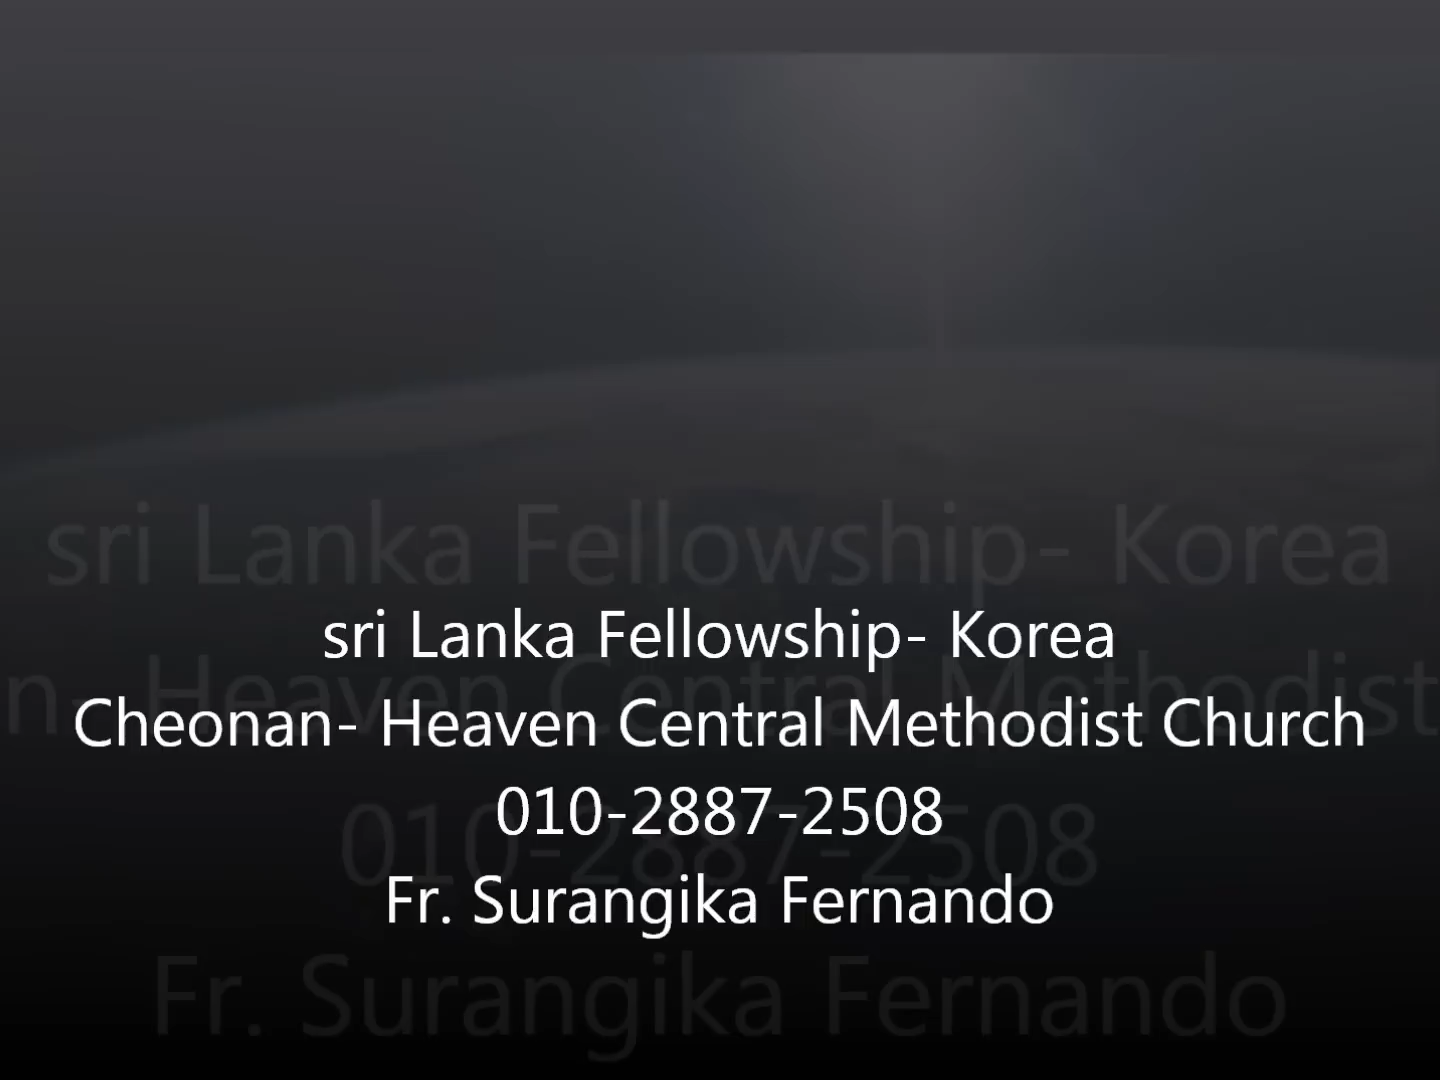 sri Lanka Fellowship- Korea
Cheonan- Heaven Central Methodist Church
010-2887-2508
Fr. Surangika Fernando